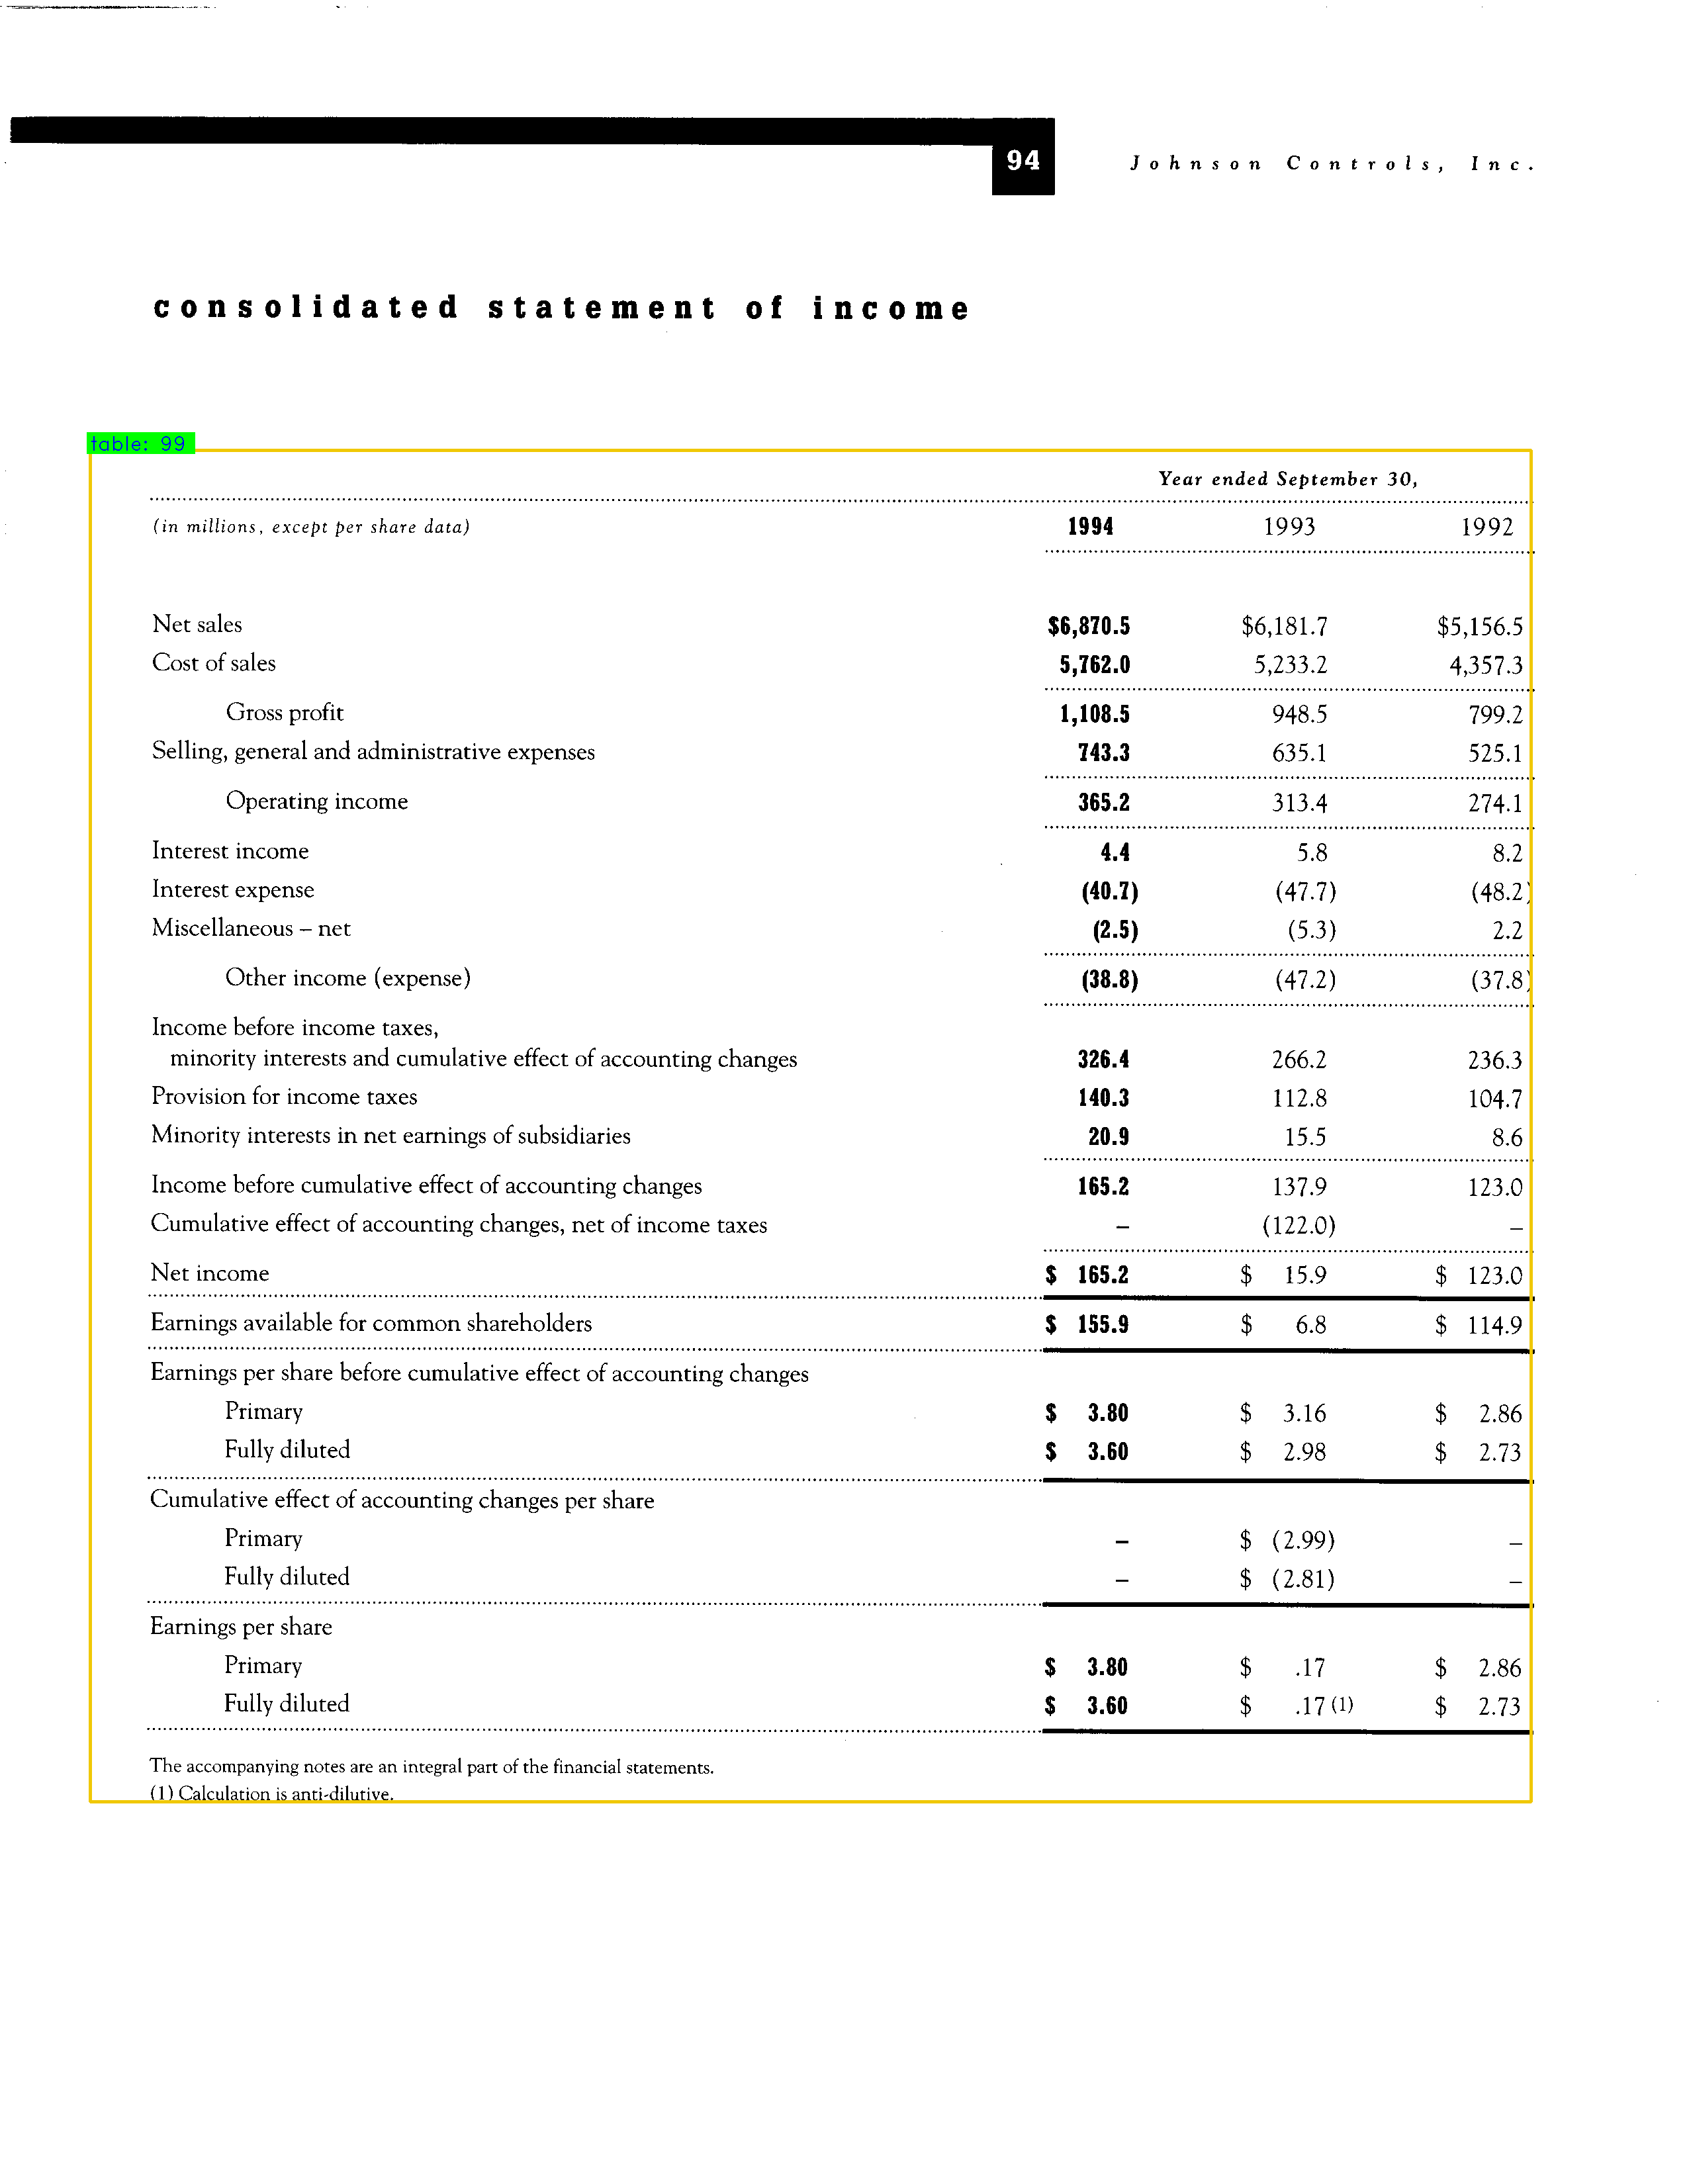 94
Johnson Controls, Inc.
consolidated statement of income
table: 99
Year ended September 30,
(in millions, except per share data) 1994 1993 1992
Net sales $6,870.5 $6,181.7 $5,156.5
Cost of sales 5,762.0 5,233.2 4,357.3
Gross profit 1,108.5 948.5 799.2
Selling, general and administrative expenses 743.3 635.1 525.1
Operating income 365.2 313.4 274.1
Interest income 4.4 5.8 8.2
Interest expense (40.7) (47.7) (48.2)
Miscellaneous – net (2.5) (5.3) 2.2
Other income (expense) (38.8) (47.2) (37.8)
Income before income taxes,
minority interests and cumulative effect of accounting changes 326.4 266.2 236.3
Provision for income taxes 140.3 112.8 104.7
Minority interests in net earnings of subsidiaries 20.9 15.5 8.6
Income before cumulative effect of accounting changes 165.2 137.9 123.0
Cumulative effect of accounting changes, net of income taxes – (122.0) –
Net income $ 165.2 $ 15.9 $ 123.0
Earnings available for common shareholders $ 155.9 $ 6.8 $ 114.9
Earnings per share before cumulative effect of accounting changes
Primary $ 3.80 $ 3.16 $ 2.86
Fully diluted $ 3.60 $ 2.98 $ 2.73
Cumulative effect of accounting changes per share
Primary – $ (2.99) –
Fully diluted – $ (2.81) –
Earnings per share
Primary $ 3.80 $ .17 $ 2.86
Fully diluted $ 3.60 $ .17 (1) $ 2.73
The accompanying notes are an integral part of the financial statements.
(1) Calculation is anti-dilutive.